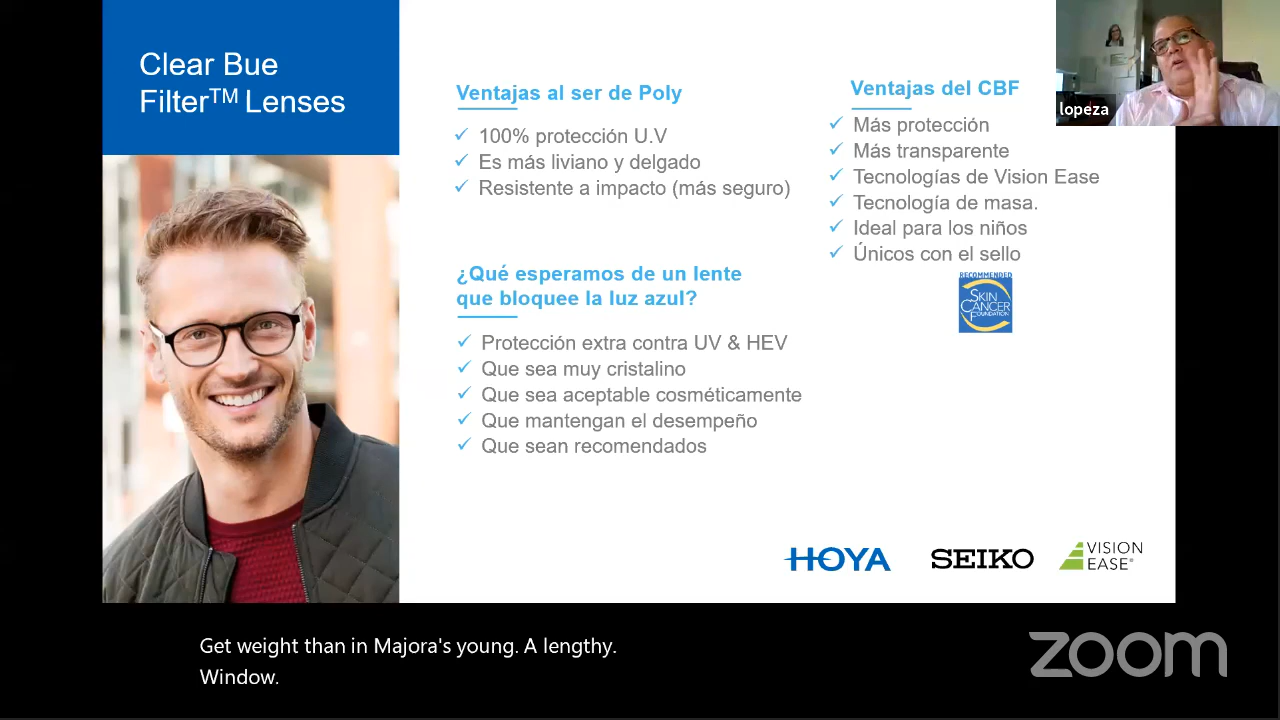 Clear Bue
Filter™ Lenses
Ventajas al ser de Poly
100% protección U.V
Es más liviano y delgado
Resistente a impacto (más seguro)
¿Qué esperamos de un lente
que bloquee la luz azul?
Protección extra contra UV & HEV
Que sea muy cristalino
Que sea aceptable cosméticamente
Que mantengan el desempeño
Que sean recomendados
Ventajas del CBF
Más protección
Más transparente
Tecnologías de Vision Ease
Tecnología de masa.
Ideal para los niños
Únicos con el sello
RECOMMENDED
SKIN
CANCER
FOUNDATION
lopeza
HOYA
SEIKO
VISION
EASE®
Get weight than in Majora's young. A lengthy.
Window.
zoom